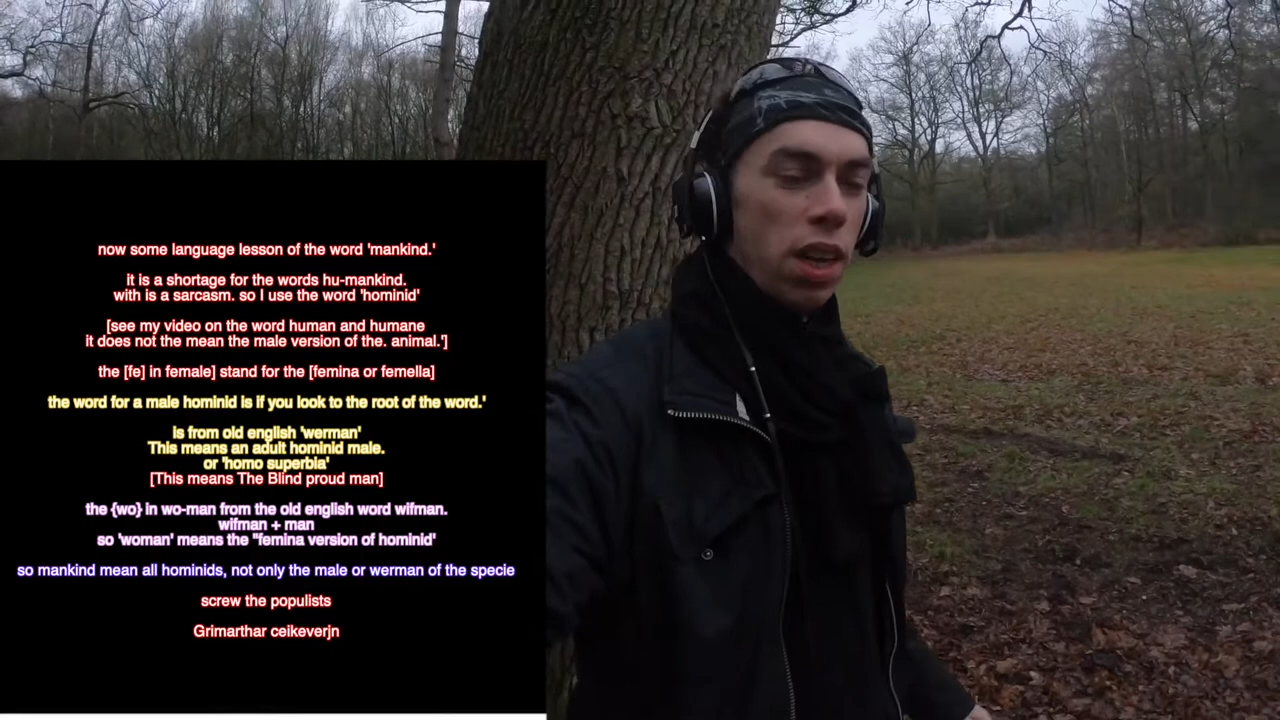 now some language lesson of the word 'mankind.'
it is a shortage for the words hu-mankind.
with is a sarcasm. so I use the word 'hominid'
[see my video on the word human and humane
it does not the mean the male version of the. animal.']
the [fe] in female] stand for the [femina or femella]
the word for a male hominid is if you look to the root of the word.'
is from old english 'werman'
This means an adult hominid male.
or 'homo superbia'
[This means The Blind proud man]
the {wo} in wo-man from the old english word wifman.
wifman + man
so 'woman' means the "femina version of hominid'
so mankind mean all hominids, not only the male or werman of the specie
screw the populists
Grimarthar ceikeverjn